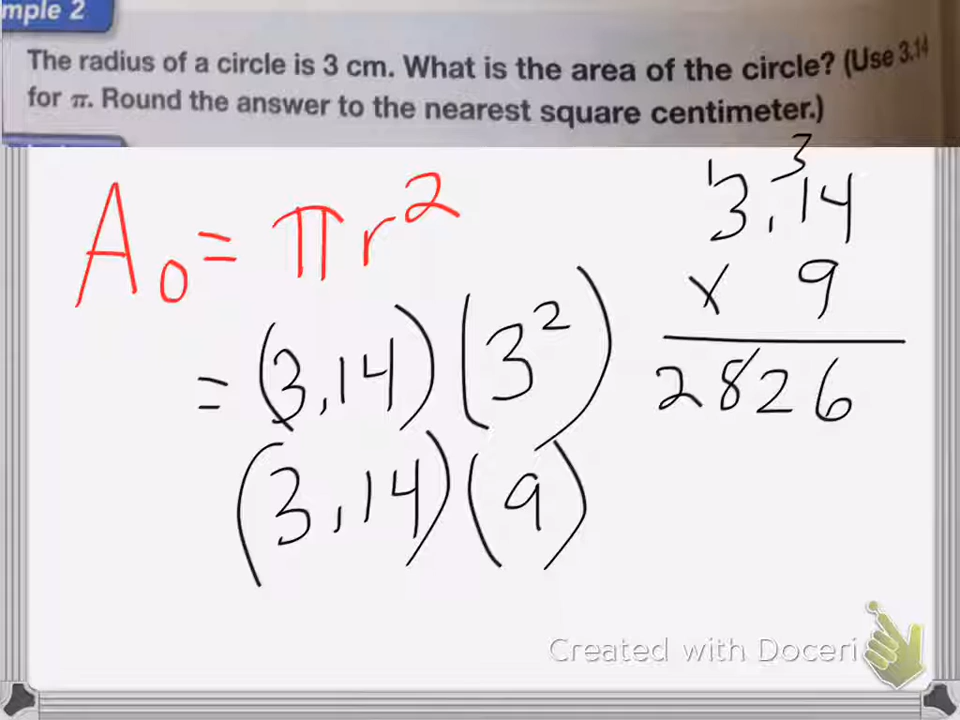 mple 2
The radius of a circle is 3 cm. What is the area of the circle? (Use 3.14
for π. Round the answer to the nearest square centimeter.)
A₀ = πr²
= (3.14)(3²)
(3.14)(9)
1 3
3.14
x 9
2826
Created with Doceri